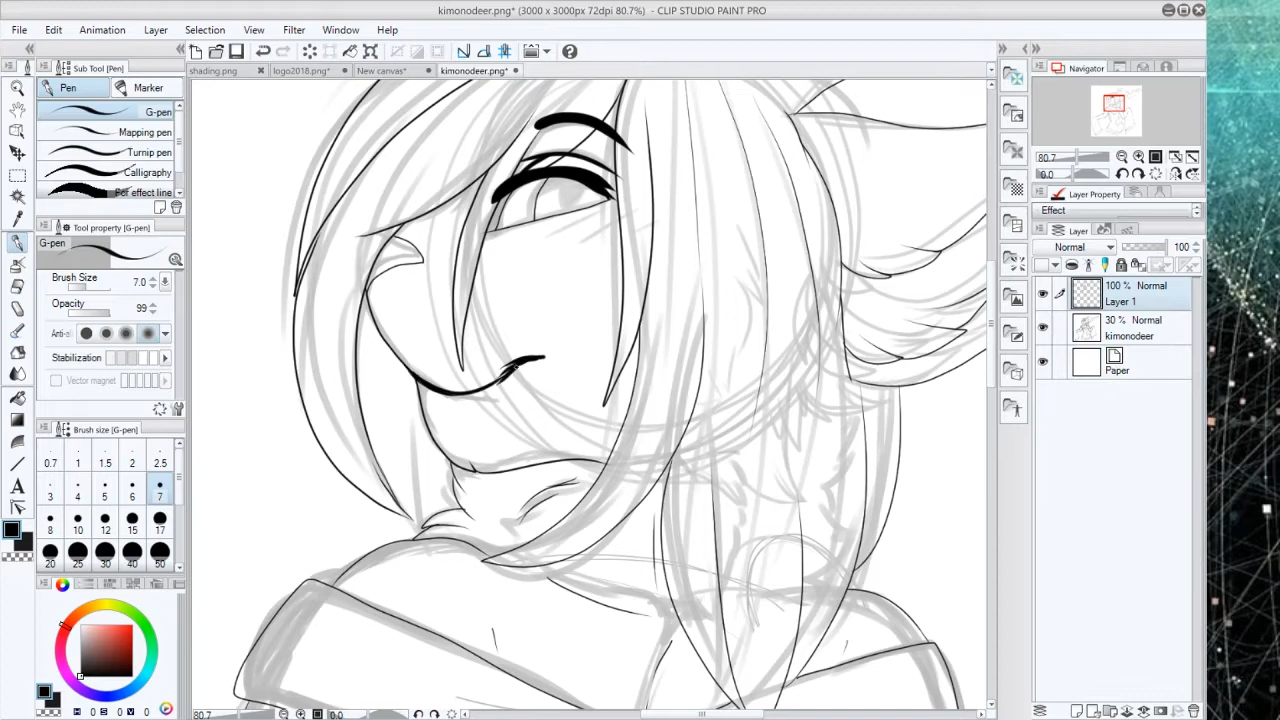 kimonodeer.png* (3000 x 3000px 72dpi 80.7%) - CLIP STUDIO PAINT PRO
File Edit Animation Layer Selection View Filter Window Help
Sub Tool [Pen]
shading.png logo2018.png* New canvas* kimonodeer.png*
Navigator
Pen Marker
G-pen
Mapping pen
Turnip pen
Calligraphy
For effect line
80.7
0.0
Layer Property
Effect
Tool property [G-pen]
G-pen
Layer
Normal 100
Brush Size 7.0
Opacity 99
Anti-al
Stabilization
Vector magnet
100 % Normal
Layer 1
30 % Normal
kimonodeer
Paper
Brush size [G-pen]
0.7 1 1.5 2 2.5
3 4 5 6 7
8 10 12 15 17
20 25 30 40 50
H 0 S 0 V 0
80.7 0.0